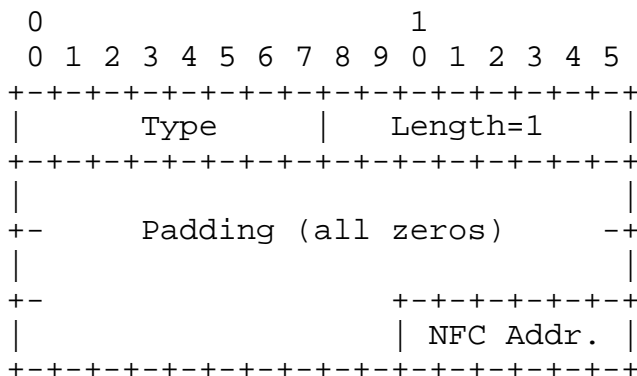 0                   1
 0 1 2 3 4 5 6 7 8 9 0 1 2 3 4 5
+-+-+-+-+-+-+-+-+-+-+-+-+-+-+-+-+
|      Type     |   Length=1    |
+-+-+-+-+-+-+-+-+-+-+-+-+-+-+-+-+
|                               |
+-     Padding (all zeros)     -+
|                               |
+-                  +-+-+-+-+-+-+
|                   | NFC Addr. |
+-+-+-+-+-+-+-+-+-+-+-+-+-+-+-+-+